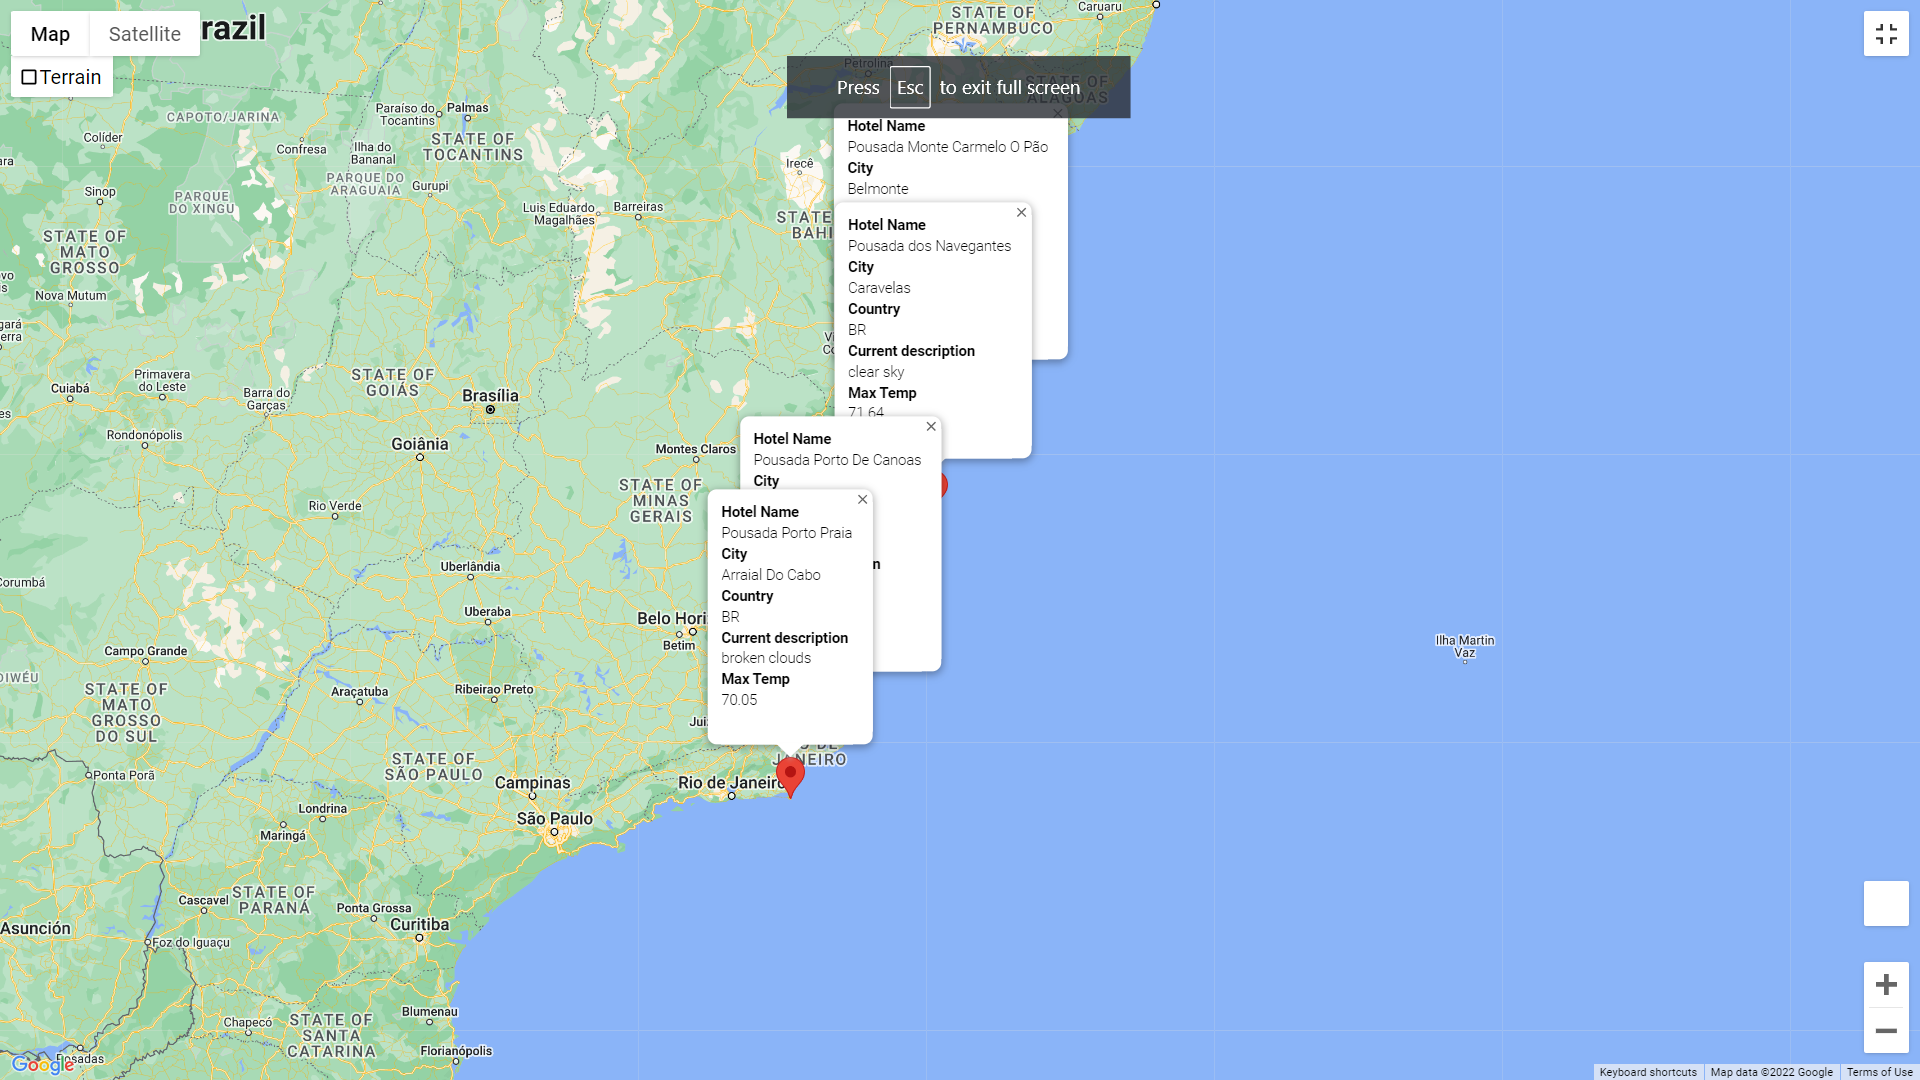 Map
Satellite
razil
Terrain
Press Esc to exit full screen
STATE OF
PERNAMBUCO
Caruaru
Petrolina
STATE OF
ALAGOAS
CAPOTO/JARINA
Paraíso do
Tocantins
Palmas
Colíder
Confresa
Ilha do
Bananal
STATE OF
TOCANTINS
PARQUE DO
ARAGUAIA
Gurupi
Irecê
Sinop
PARQUE
DO XINGU
Luis Eduardo
Magalhães
Barreiras
STATE
BAHI
STATE OF
MATO
GROSSO
Nova Mutum
Hotel Name
Pousada Monte Carmelo O Pão
City
Belmonte
Hotel Name
Pousada dos Navegantes
City
Caravelas
Country
BR
Current description
clear sky
Max Temp
71.64
Hotel Name
Pousada Porto De Canoas
City
n
Hotel Name
Pousada Porto Praia
City
Arraial Do Cabo
Country
BR
Current description
broken clouds
Max Temp
70.05
Primavera
do Leste
Cuiabá
Barra do
Garças
STATE OF
GOIÁS
Brasília
Rondonópolis
Goiânia
Montes Claros
STATE OF
MINAS
GERAIS
Rio Verde
Uberlândia
Corumbá
Uberaba
Belo Hori
Betim
Campo Grande
Ilha Martin
Vaz
DIWÉU
STATE OF
MATO
GROSSO
DO SUL
Araçatuba
Ribeirao Preto
Juiz
JANEIRO
Ponta Porã
STATE OF
SÃO PAULO
Campinas
Rio de Janeiro
Londrina
São Paulo
Maringá
STATE OF
PARANÁ
Cascavel
Ponta Grossa
Curitiba
Asunción
Foz do Iguaçu
Blumenau
Chapecó
STATE OF
SANTA
CATARINA
Florianópolis
Posadas
Google
Keyboard shortcuts
Map data ©2022 Google
Terms of Use